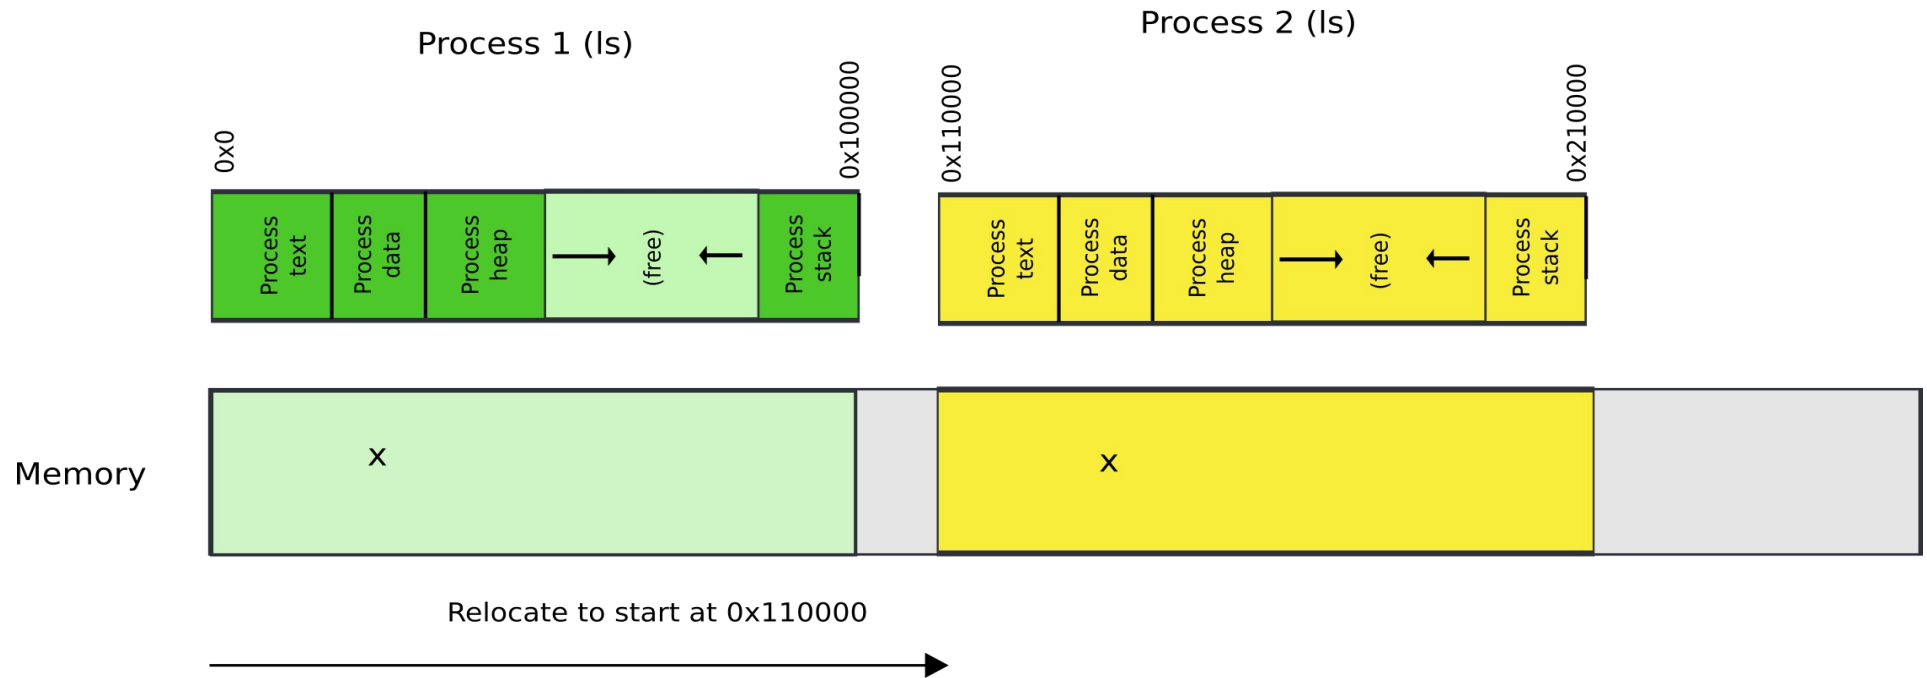 Process 1 (ls)
Process 2 (ls)
0x0
0x100000
0x110000
0x210000
Process
text
Process
data
Process
heap
(free)
Process
stack
Process
text
Process
data
Process
heap
(free)
Process
stack
Memory
x
x
Relocate to start at 0x110000